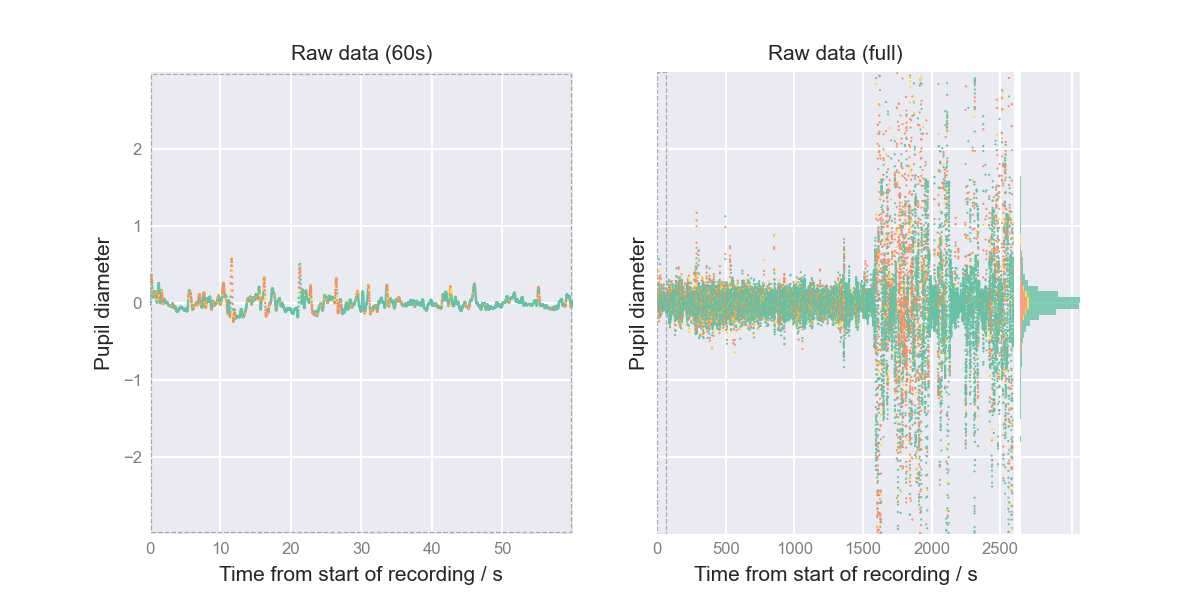 Raw data (60s)
Raw data (full)
Pupil diameter
2
1
0
−1
−2
0 10 20 30 40 50
Time from start of recording / s
Pupil diameter
0 500 1000 1500 2000 2500
Time from start of recording / s